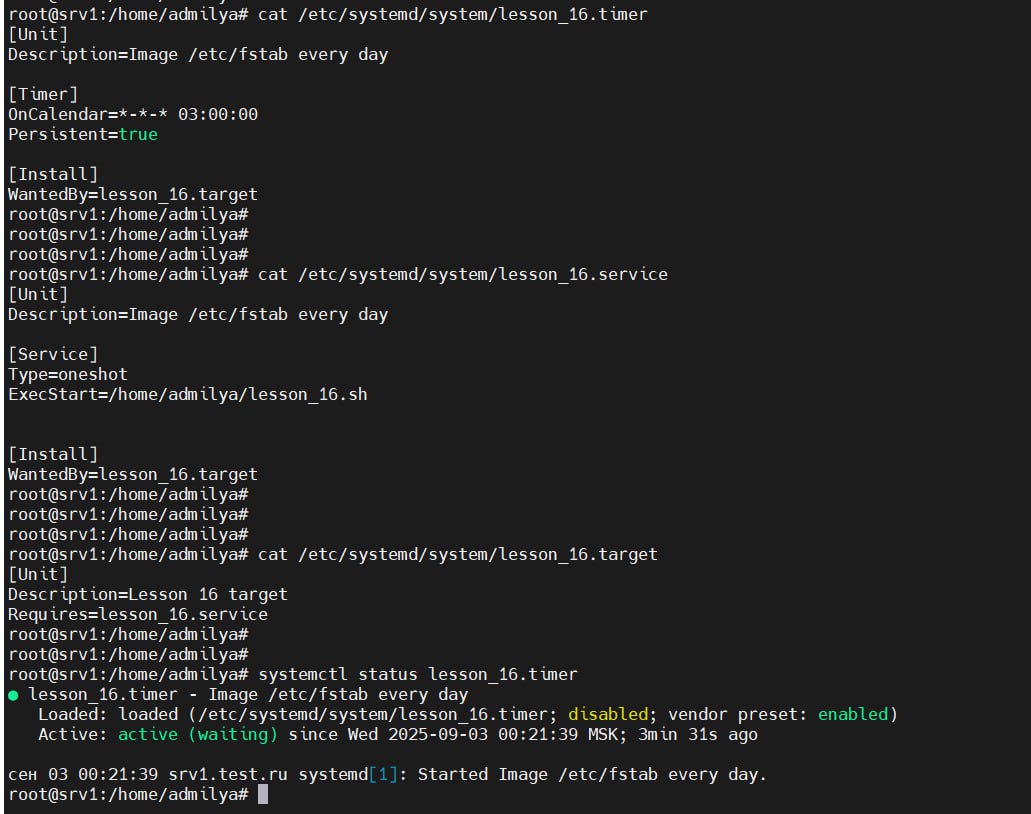 root@srv1:/home/admilya# cat /etc/systemd/system/lesson_16.timer
[Unit]
Description=Image /etc/fstab every day
[Timer]
OnCalendar=*-*-* 03:00:00
Persistent=true
[Install]
WantedBy=lesson_16.target
root@srv1:/home/admilya#
root@srv1:/home/admilya#
root@srv1:/home/admilya#
root@srv1:/home/admilya# cat /etc/systemd/system/lesson_16.service
[Unit]
Description=Image /etc/fstab every day
[Service]
Type=oneshot
ExecStart=/home/admilya/lesson_16.sh
[Install]
WantedBy=lesson_16.target
root@srv1:/home/admilya#
root@srv1:/home/admilya#
root@srv1:/home/admilya#
root@srv1:/home/admilya# cat /etc/systemd/system/lesson_16.target
[Unit]
Description=Lesson 16 target
Requires=lesson_16.service
root@srv1:/home/admilya#
root@srv1:/home/admilya#
root@srv1:/home/admilya# systemctl status lesson_16.timer
● lesson_16.timer - Image /etc/fstab every day
Loaded: loaded (/etc/systemd/system/lesson_16.timer; disabled; vendor preset: enabled)
Active: active (waiting) since Wed 2025-09-03 00:21:39 MSK; 3min 31s ago
сен 03 00:21:39 srv1.test.ru systemd[1]: Started Image /etc/fstab every day.
root@srv1:/home/admilya#